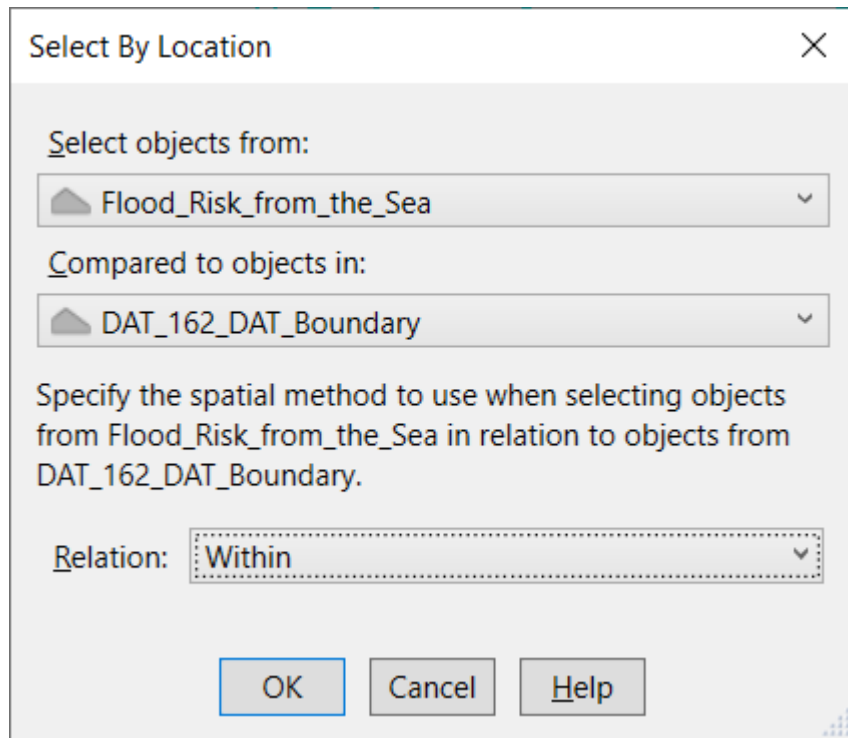 Select By Location
Select objects from:
Flood_Risk_from_the_Sea
Compared to objects in:
DAT_162_DAT_Boundary
Specify the spatial method to use when selecting objects
from Flood_Risk_from_the_Sea in relation to objects from
DAT_162_DAT_Boundary.
Relation: Within
OK Cancel Help